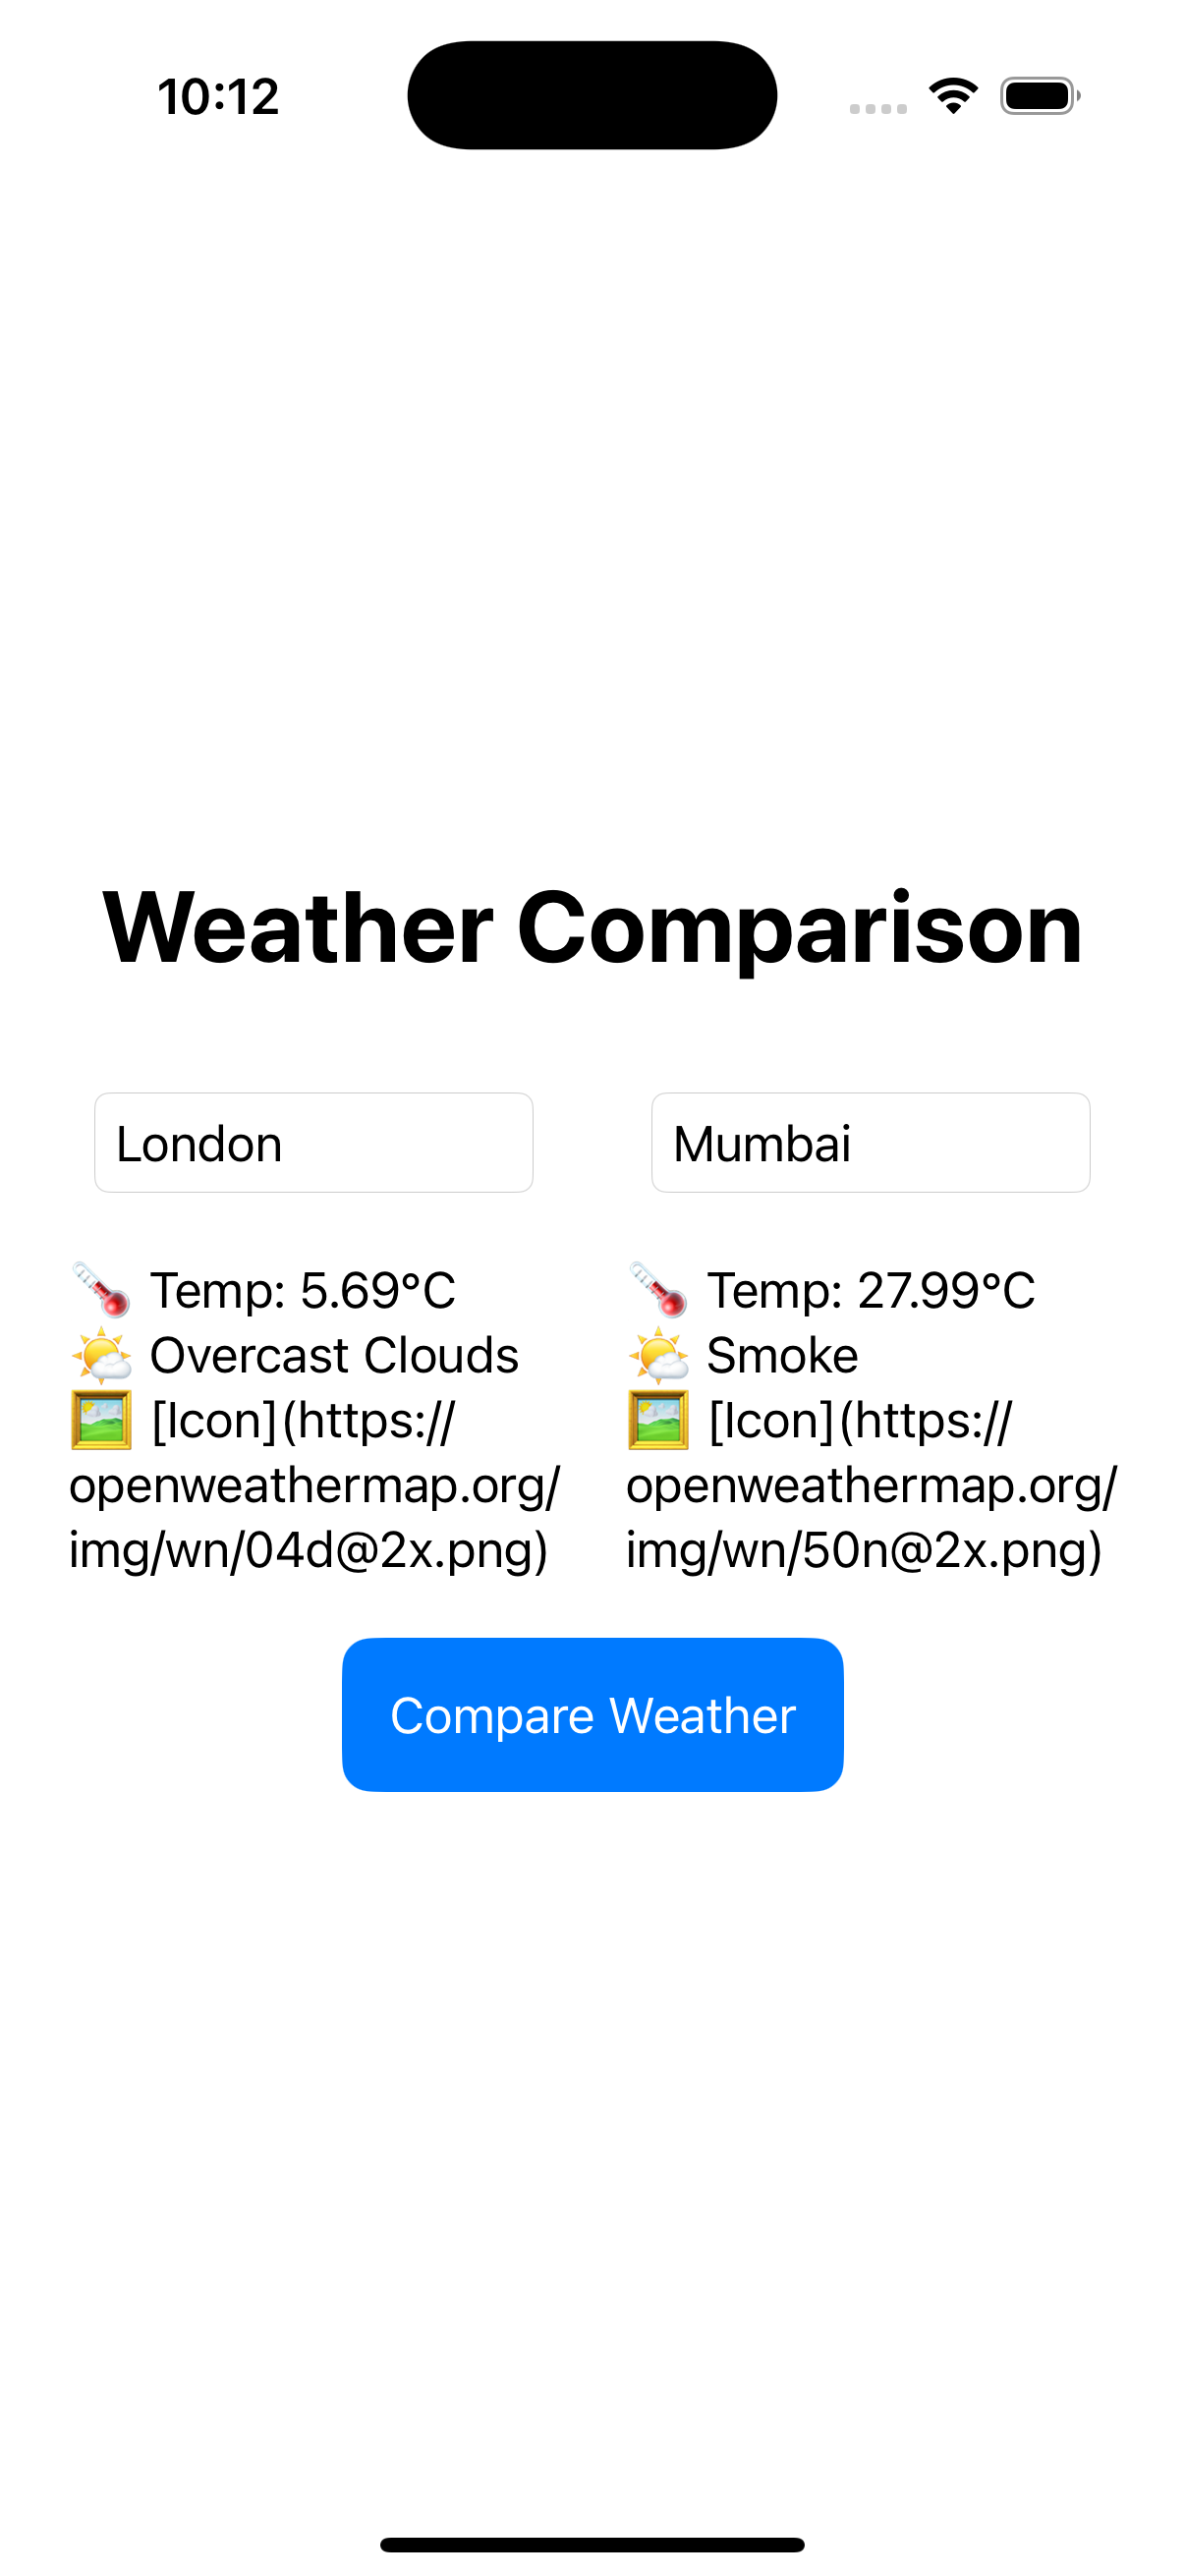 10:12
Weather Comparison
London
Mumbai
🌡️ Temp: 5.69°C
🌤️ Overcast Clouds
🖼️ [Icon](https://
openweathermap.org/
img/wn/04d@2x.png)
🌡️ Temp: 27.99°C
🌤️ Smoke
🖼️ [Icon](https://
openweathermap.org/
img/wn/50n@2x.png)
Compare Weather